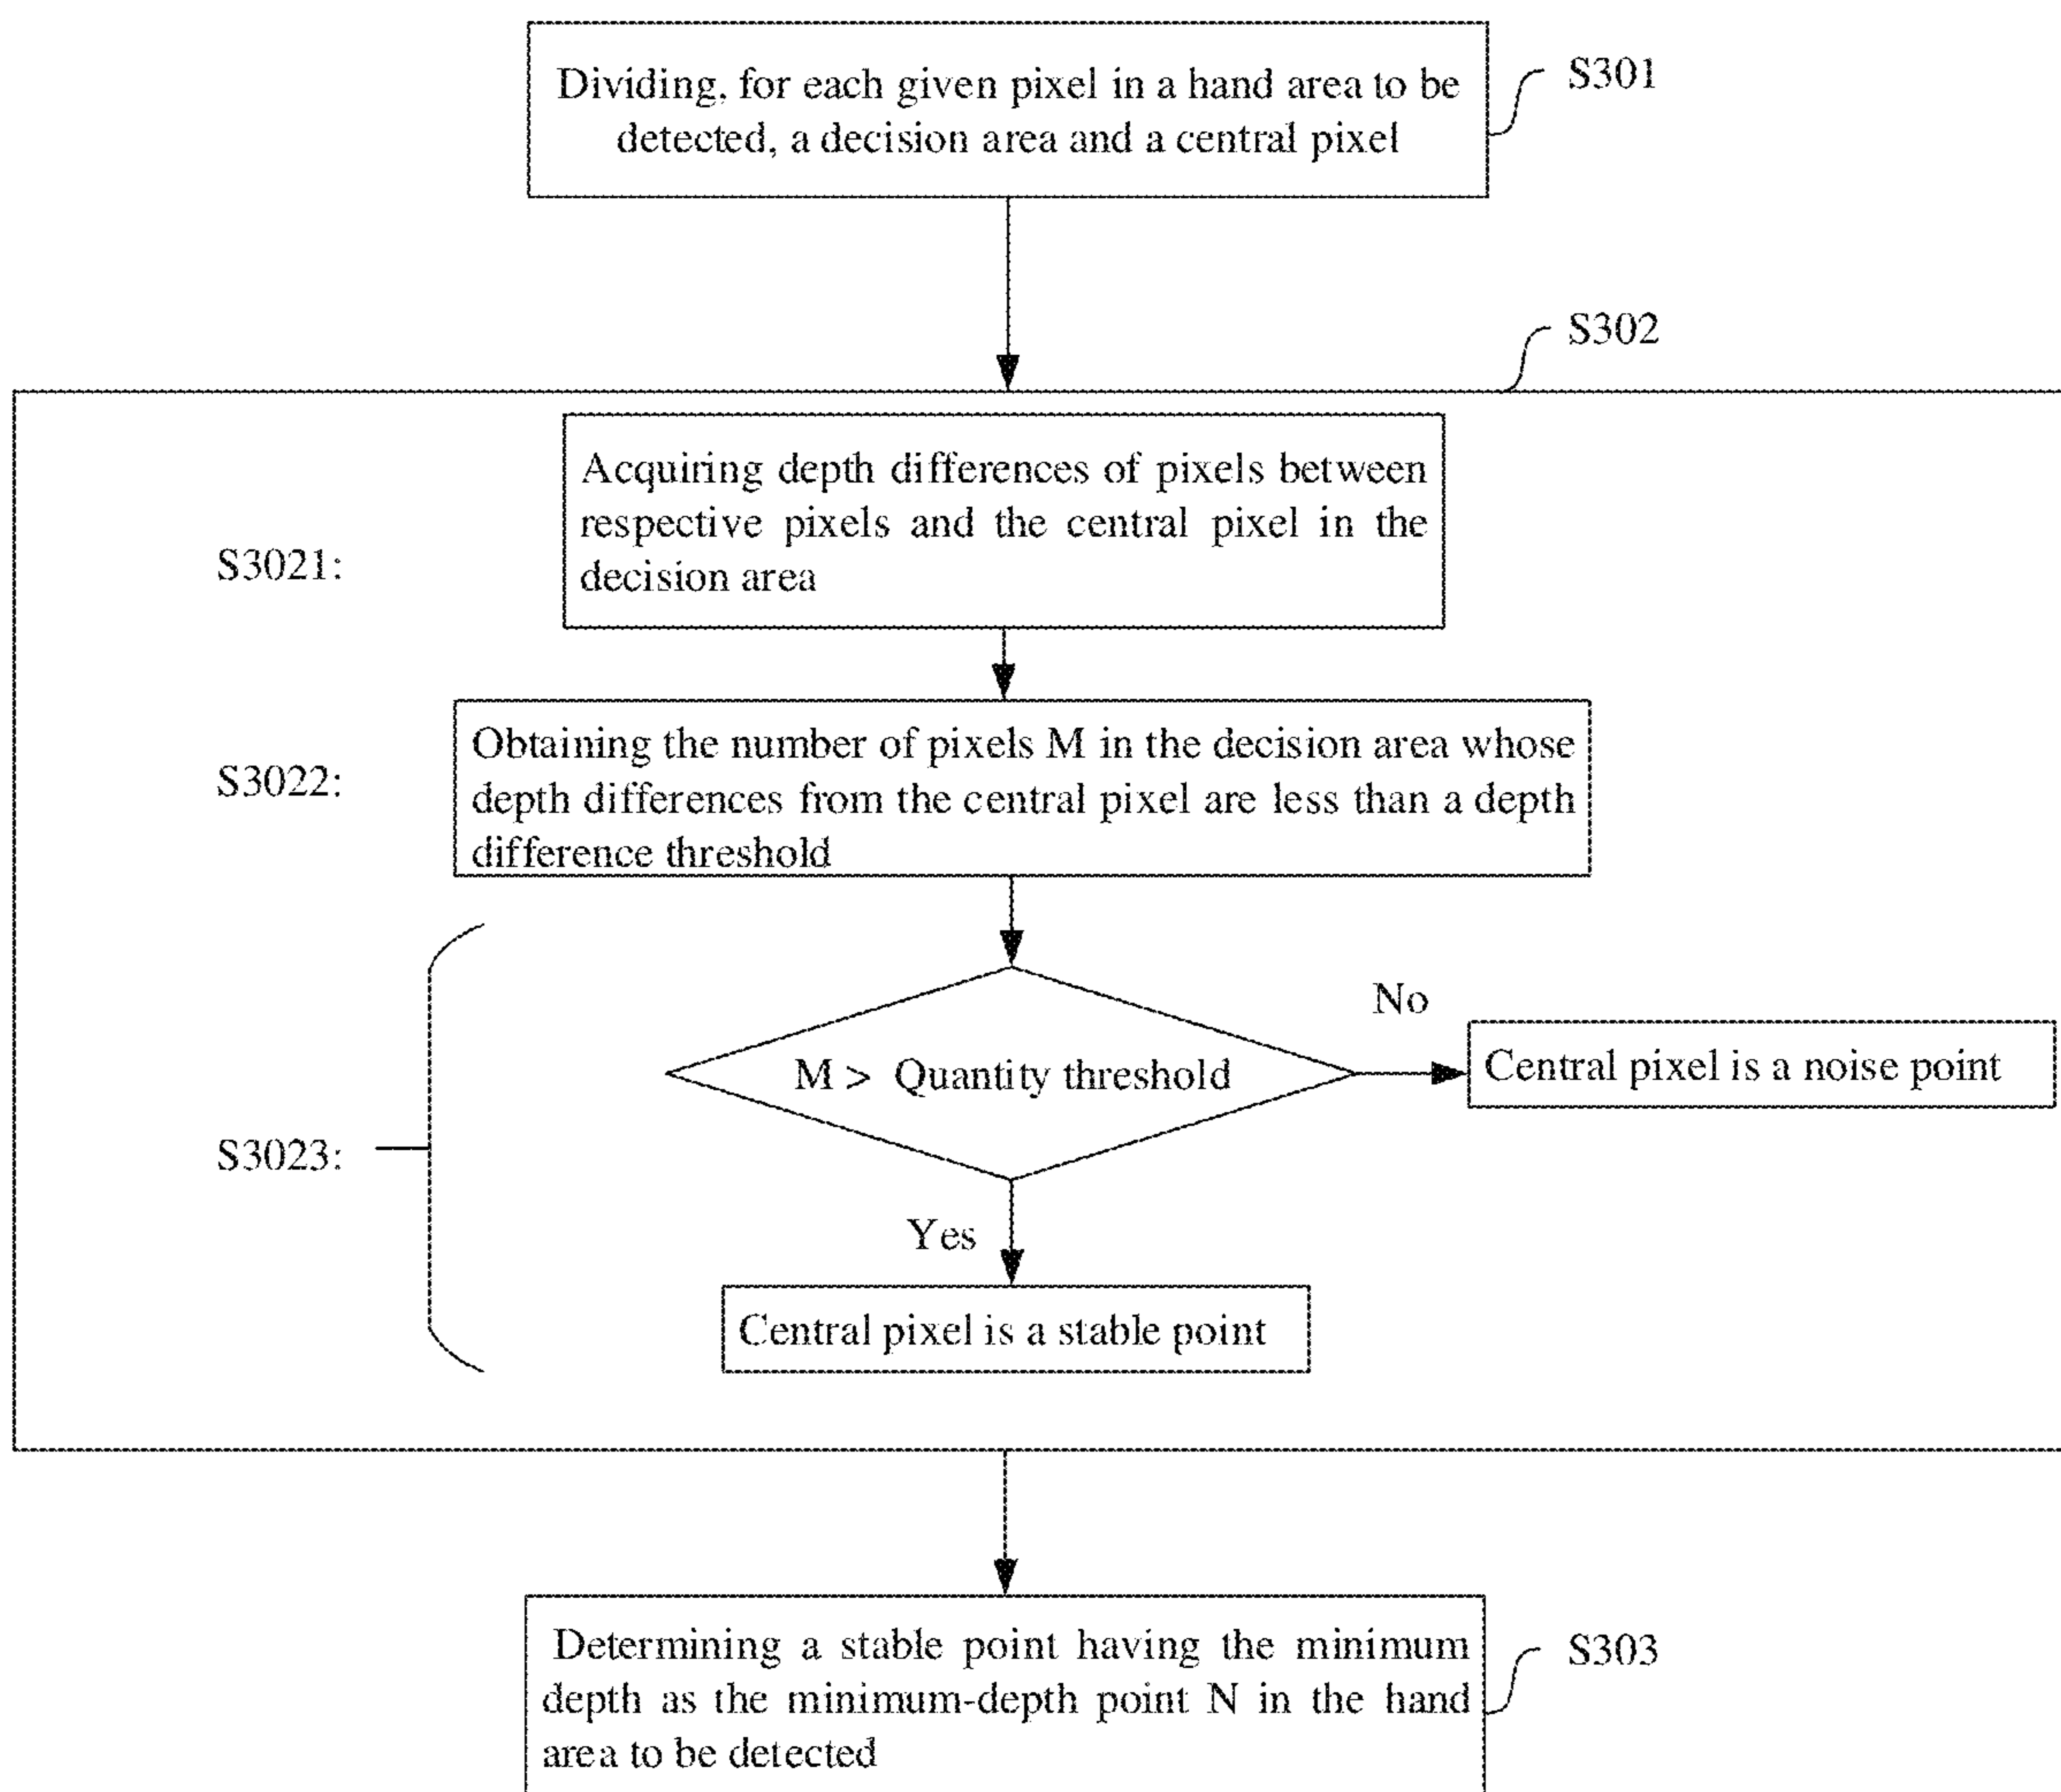 Dividing, for each given pixel in a hand area to be
detected, a decision area and a central pixel
S301
S302
Acquiring depth differences of pixels between
respective pixels and the central pixel in the
decision area
S3021:
Obtaining the number of pixels M in the decision area whose
depth differences from the central pixel are less than a depth
difference threshold
S3022:
M > Quantity threshold
No
Central pixel is a noise point
S3023:
Yes
Central pixel is a stable point
Determining a stable point having the minimum
depth as the minimum-depth point N in the hand
area to be detected
S303